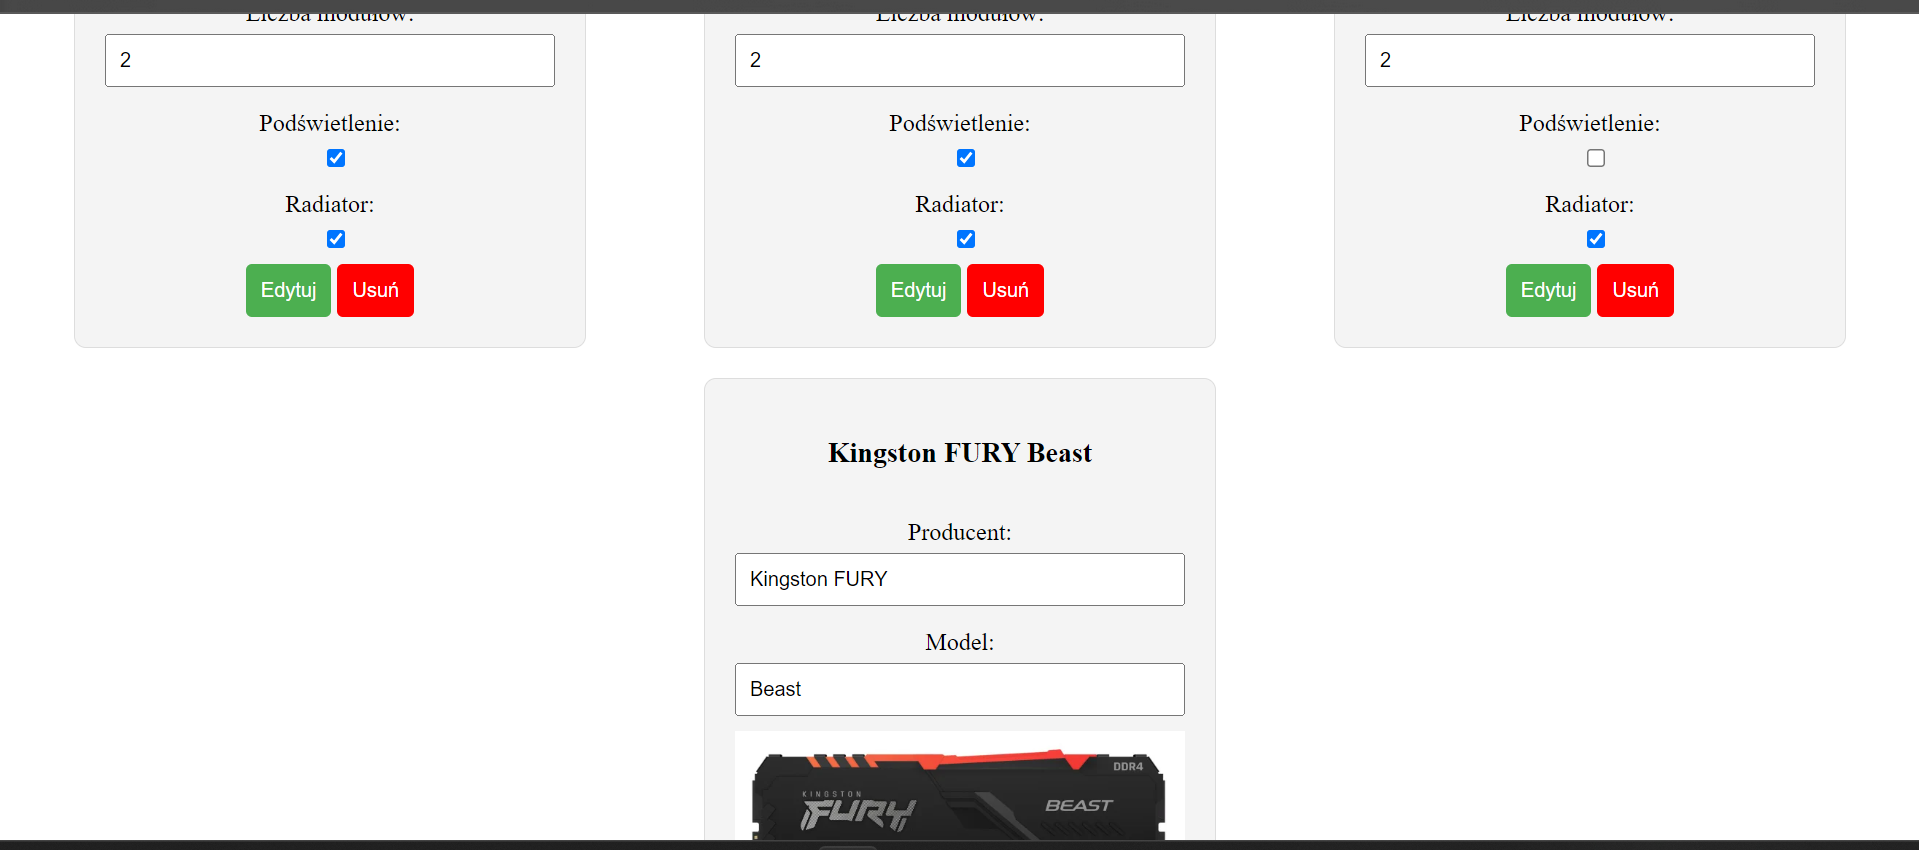 Liczba modułów:
Liczba modułów:
Liczba modułów:
2
2
2
Podświetlenie:
Podświetlenie:
Podświetlenie:
Radiator:
Radiator:
Radiator:
Edytuj Usuń
Edytuj Usuń
Edytuj Usuń
Kingston FURY Beast
Producent:
Kingston FURY
Model:
Beast
DDR4
KINGSTON
FURY
BEAST